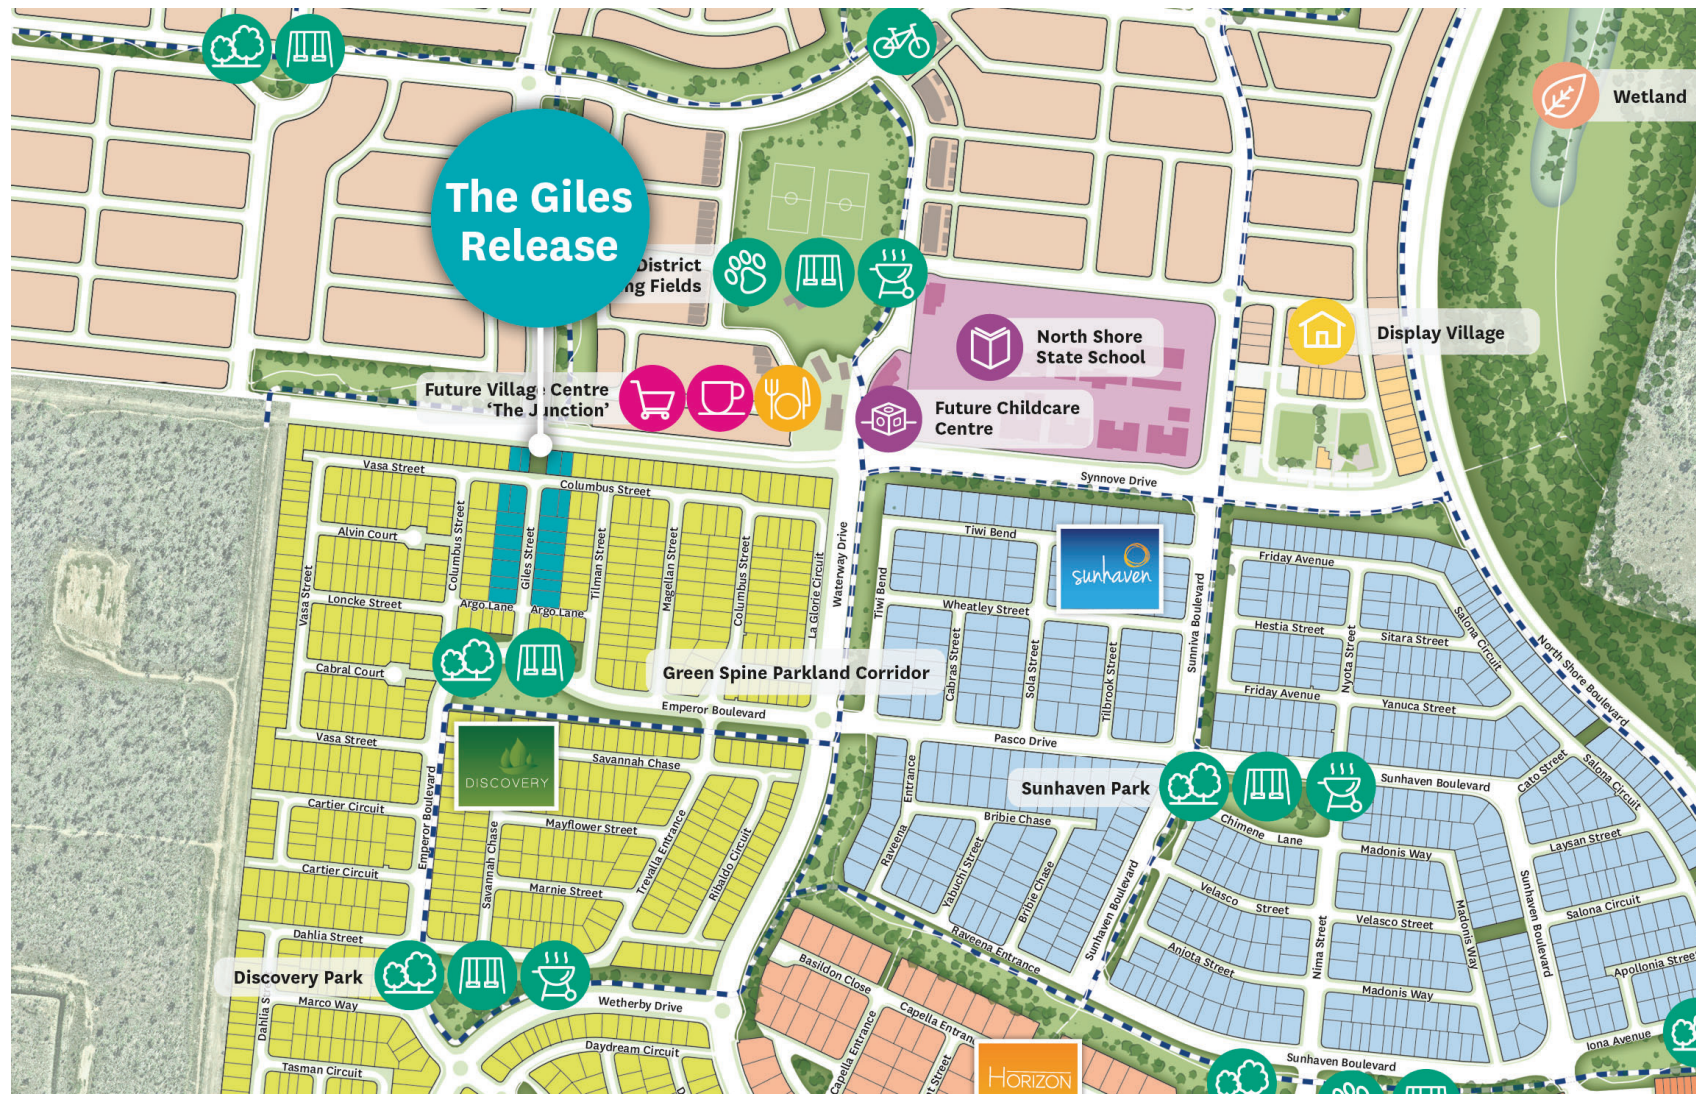 Wetland
The Giles
Release
District
ng Fields
North Shore
State School
Display Village
Future Village Centre
‘The Junction’
Future Childcare
Centre
Synnove Drive
Vasa Street
Columbus Street
Alvin Court
Columbus Street
Giles Street
Tilman Street
Magellan Street
Columbus Street
La Glorie Circuit
Waterway Drive
Vasa Street
Loncke Street
Argo Lane
Argo Lane
Cabral Court
Green Spine Parkland Corridor
Emperor Boulevard
Tiwi Bend
sunhaven
Tiwi Bend
Wheatley Street
Cabras Street
Sola Street
Tilbrook Street
Sunniva Boulevard
Friday Avenue
Hestia Street
Nyota Street
Sitara Street
Salona Circuit
North Shore Boulevard
Friday Avenue
Yanuca Street
Vasa Street
DISCOVERY
Savannah Chase
Pasco Drive
Sunhaven Park
Sunhaven Boulevard
Cato Street
Salona Circuit
Cartier Circuit
Emperor Boulevard
Mayflower Street
Savannah Chase
Trevalla Entrance
Ribaldo Circuit
Raveena
Entrance
Bribie Chase
Yabuchi Street
Bribie Chase
Sunhaven Boulevard
Chimene Lane
Madonis Way
Laysan Street
Cartier Circuit
Marnie Street
Velasco Street
Velasco Street
Madonis Way
Sunhaven Boulevard
Salona Circuit
Dahlia Street
Raveena Entrance
Aniota Street
Nima Street
Apollonia Street
Discovery Park
Basildon Close
Madonis Way
Marco Way
Wetherby Drive
Capella Entrance
Capella Entranc
Iona Avenue
Daydream Circuit
Sunhaven Boulevard
Tasman Circuit
HORIZON
t Street